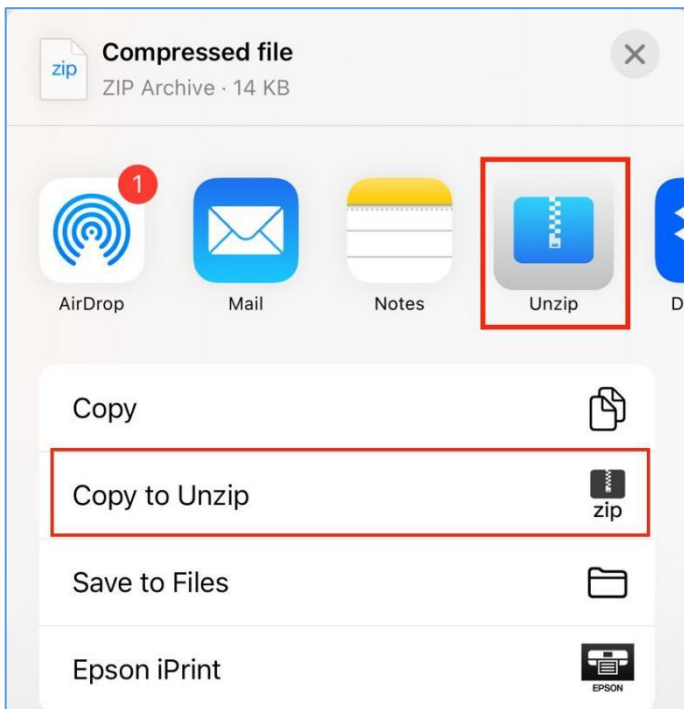 zip
Compressed file
ZIP Archive · 14 KB
1
AirDrop
Mail
Notes
Unzip
D
Copy
Copy to Unzip
zip
Save to Files
Epson iPrint
EPSON